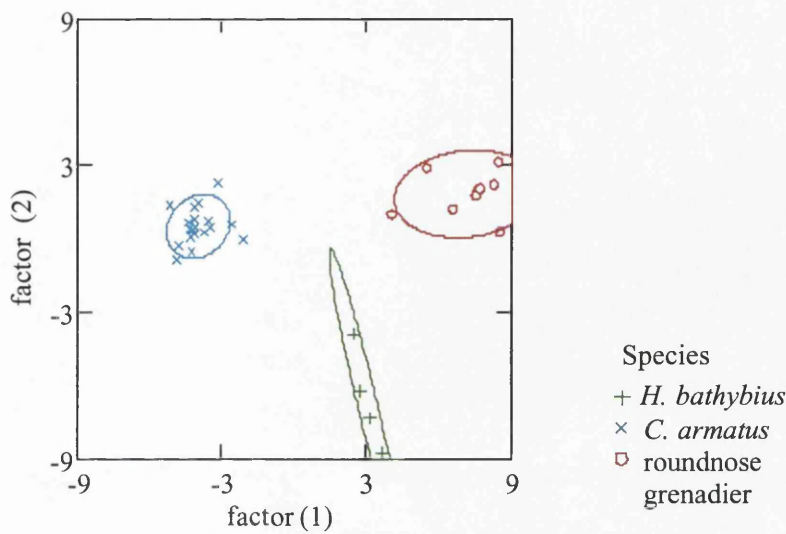 9
3
-3
-9
factor (2)
-9
-3
3
9
factor (1)
Species
H. bathybius
C. armatus
roundnose
grenadier